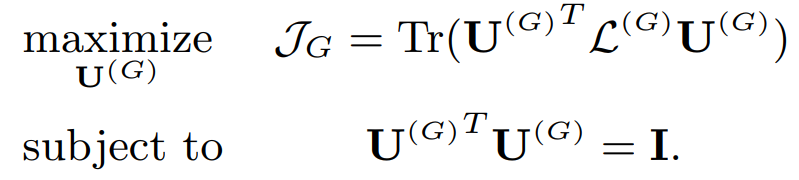 maximize 𝒥_G = Tr(𝐔^{(G)^T} ℒ^{(G)} 𝐔^{(G)})
𝐔^{(G)}
subject to 𝐔^{(G)^T} 𝐔^{(G)} = 𝐈.